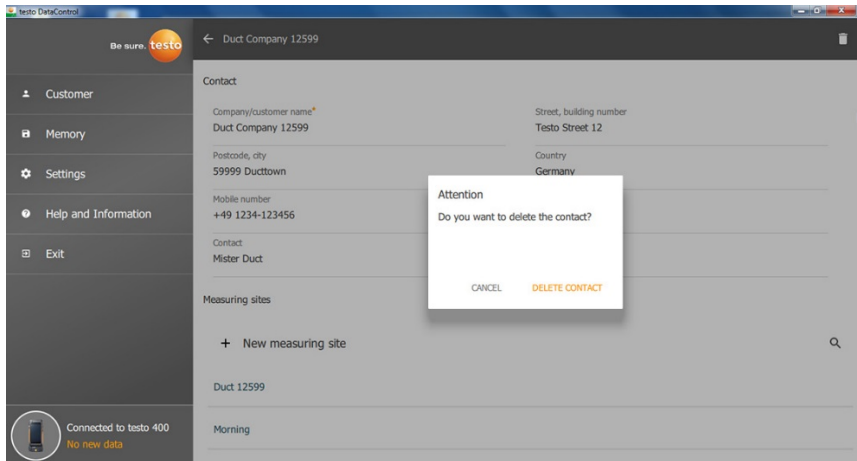 testo DataControl
Be sure. testo
Customer
Memory
Settings
Help and Information
Exit
Connected to testo 400
No new data
Duct Company 12599
Contact
Company/customer name*
Duct Company 12599
Street, building number
Testo Street 12
Postcode, city
59999 Ducttown
Country
Germany
Mobile number
+49 1234-123456
Contact
Mister Duct
Attention
Do you want to delete the contact?
CANCEL
DELETE CONTACT
Measuring sites
+ New measuring site
Duct 12599
Morning